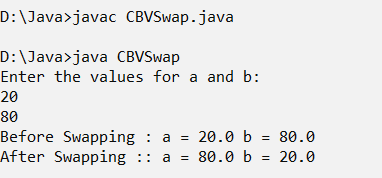 D:\Java>javac CBVSwap.java
D:\Java>java CBVSwap
Enter the values for a and b:
20
80
Before Swapping : a = 20.0 b = 80.0
After Swapping :: a = 80.0 b = 20.0